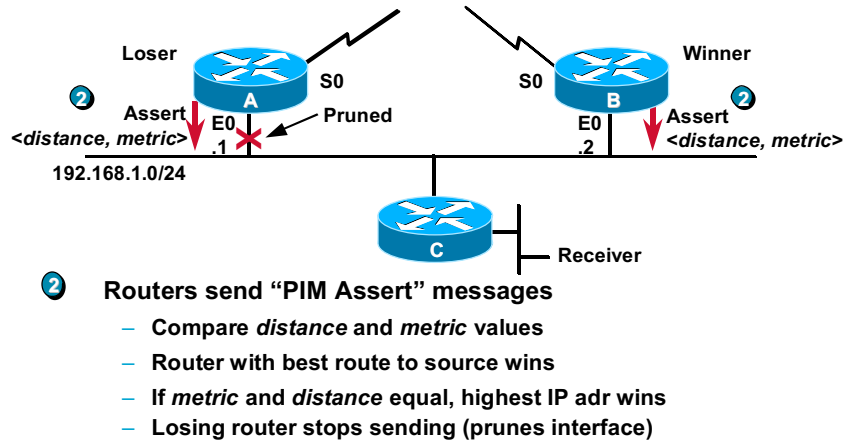 Loser
Winner
S0
S0
2
A
B
2
Assert
Pruned
Assert
<distance, metric>
E0
E0
<distance, metric>
.1
.2
192.168.1.0/24
C
Receiver
2 Routers send “PIM Assert” messages
– Compare distance and metric values
– Router with best route to source wins
– If metric and distance equal, highest IP adr wins
– Losing router stops sending (prunes interface)